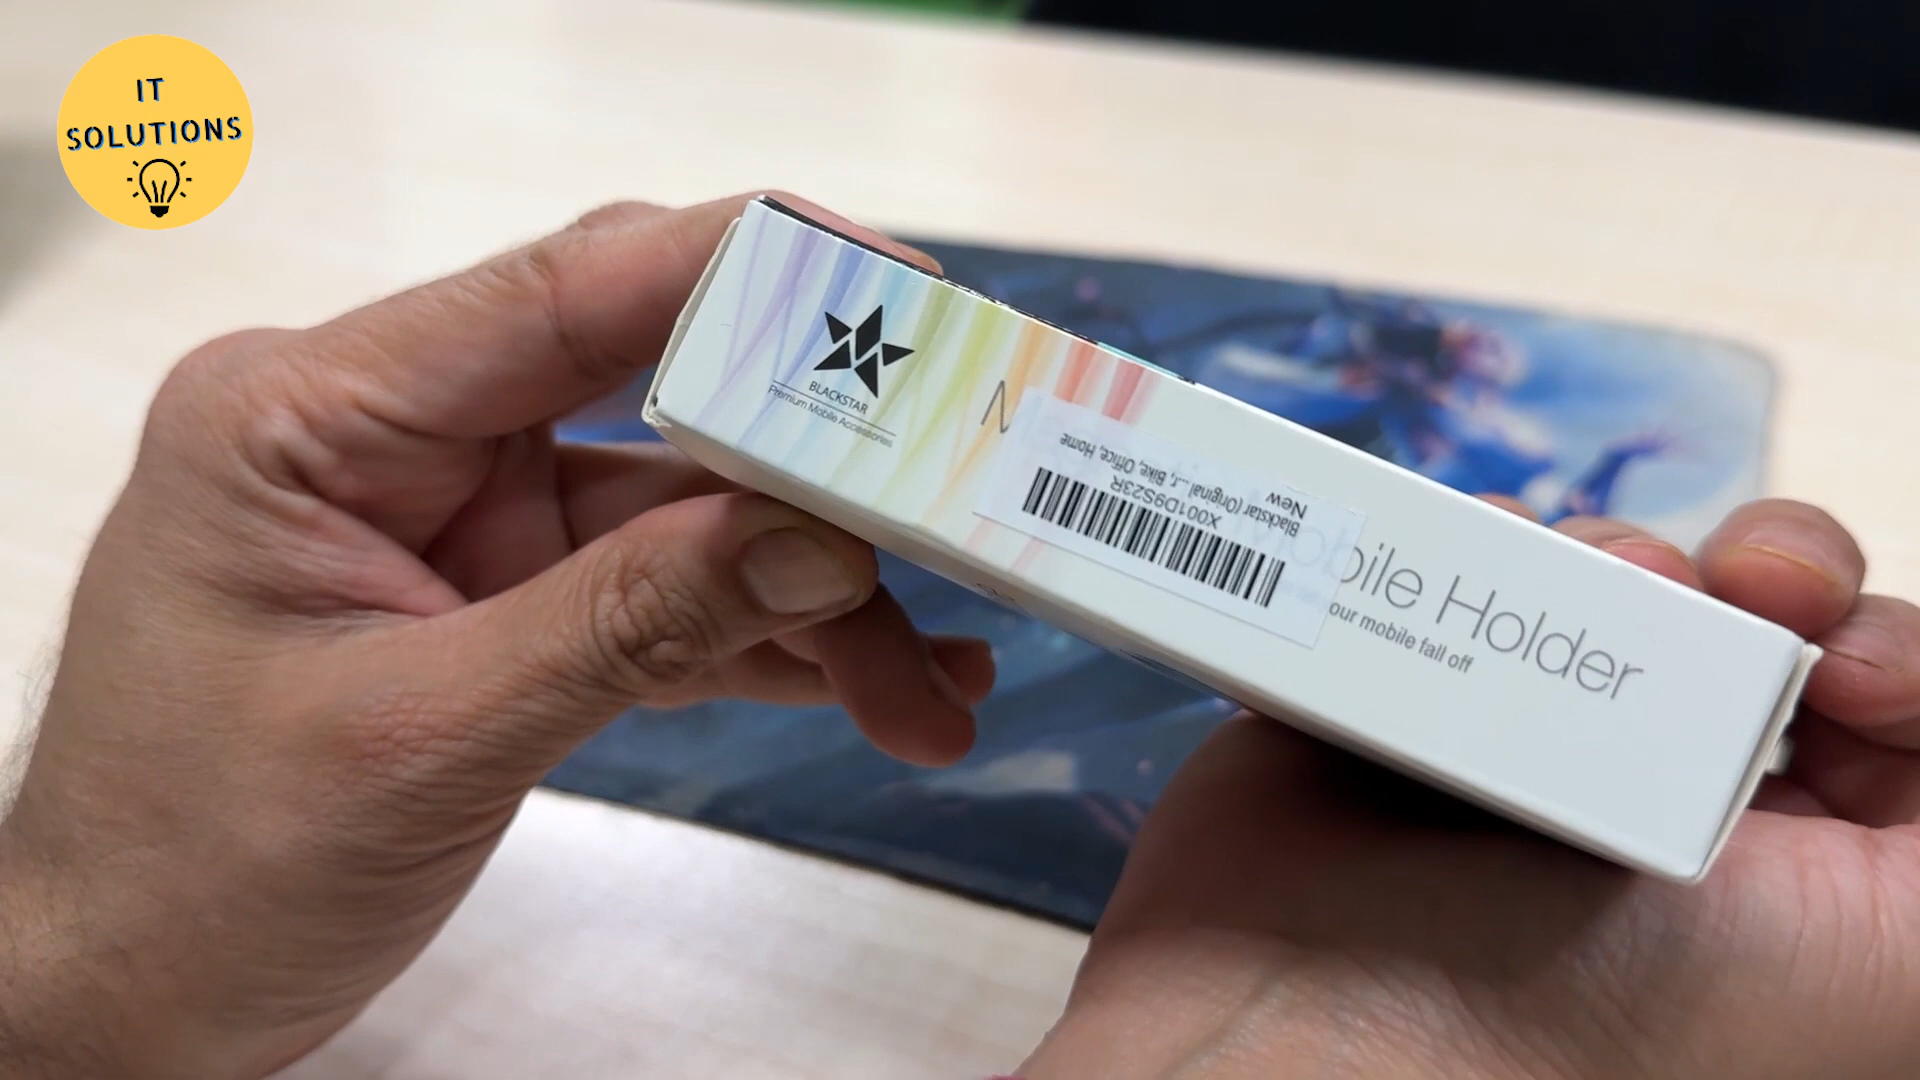 IT
SOLUTIONS
BLACKSTAR
Premium Mobile Accessories
bile Holder
our mobile fall off
X001D9S23R
Blackstar (Original ...r, Bike, Office, Home
New